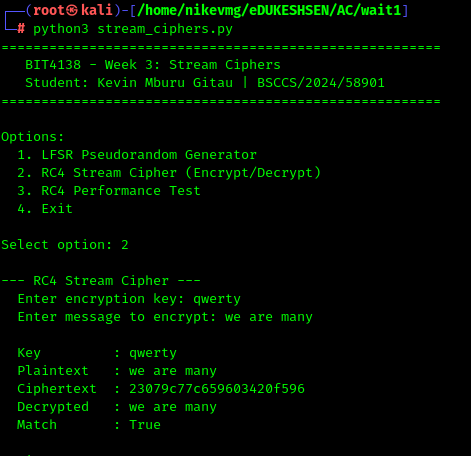 ┌──(root㉿kali)-[/home/nikevmg/eDUKESHSEN/AC/wait1]
└─# python3 stream_ciphers.py
=======================================================
BIT4138 – Week 3: Stream Ciphers
Student: Kevin Mburu Gitau | BSCCS/2024/58901
=======================================================
Options:
1. LFSR Pseudorandom Generator
2. RC4 Stream Cipher (Encrypt/Decrypt)
3. RC4 Performance Test
4. Exit
Select option: 2
--- RC4 Stream Cipher ---
Enter encryption key: qwerty
Enter message to encrypt: we are many
Key : qwerty
Plaintext : we are many
Ciphertext : 23079c77c659603420f596
Decrypted : we are many
Match : True